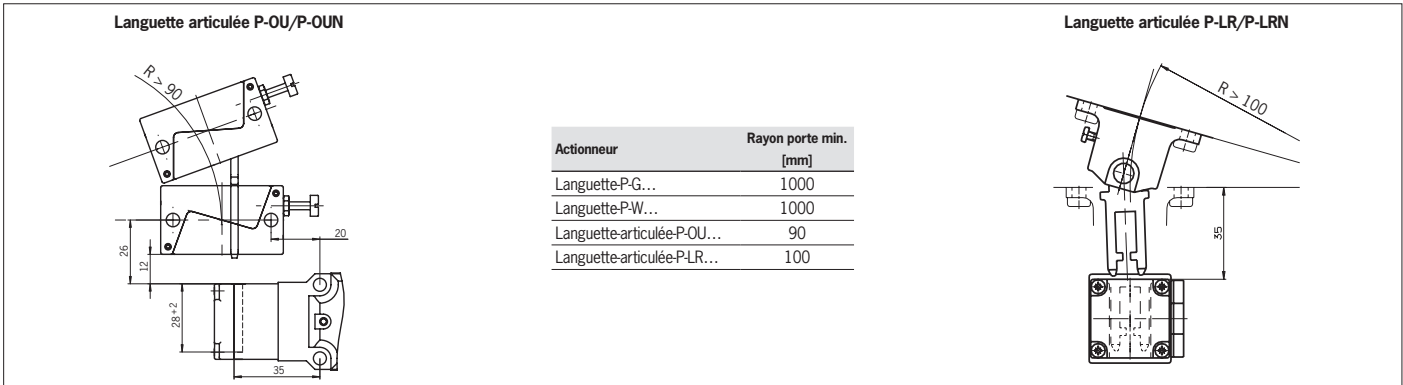 Languette articulée P-OU/P-OUN
R > 90
20
26
12
28+2
35
Actionneur
Rayon porte min.
[mm]
Languette-P-G… 1000
Languette-P-W… 1000
Languette-articulée-P-OU… 90
Languette-articulée-P-LR… 100
Languette articulée P-LR/P-LRN
R > 100
35